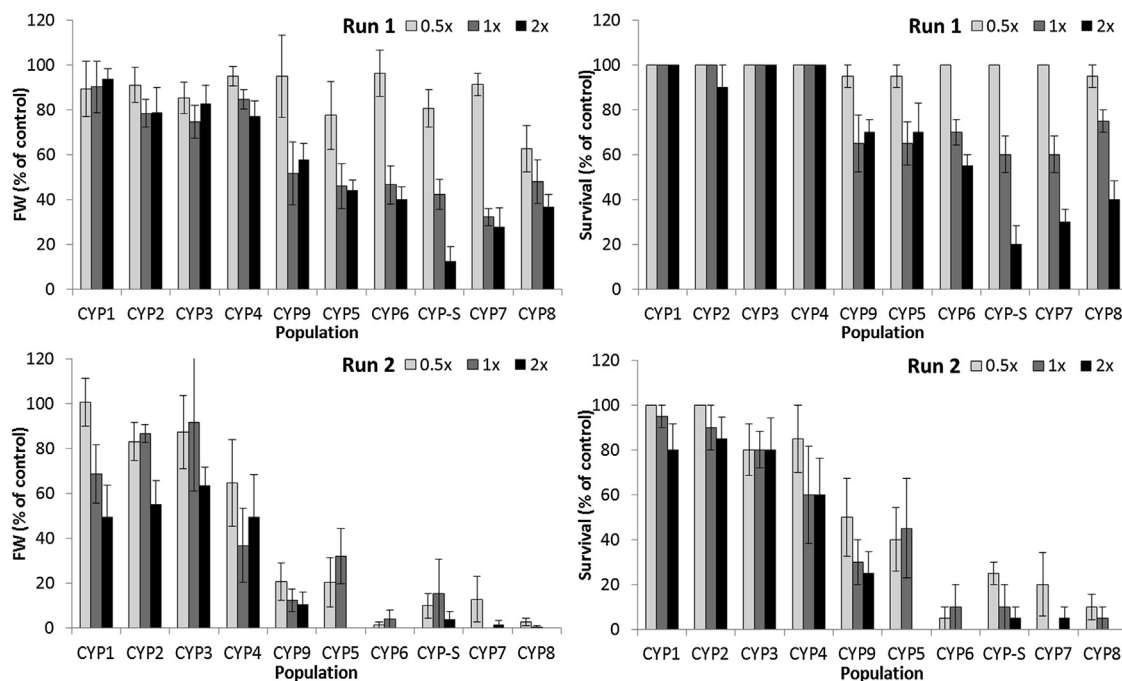 Run 1 0.5x 1x 2x
FW (% of control)
120
100
80
60
40
20
0
CYP1 CYP2 CYP3 CYP4 CYP9 CYP5 CYP6 CYP-S CYP7 CYP8
Population
Run 1 0.5x 1x 2x
Survival (% of control)
120
100
80
60
40
20
0
CYP1 CYP2 CYP3 CYP4 CYP9 CYP5 CYP6 CYP-S CYP7 CYP8
Population
Run 2 0.5x 1x 2x
FW (% of control)
120
100
80
60
40
20
0
CYP1 CYP2 CYP3 CYP4 CYP9 CYP5 CYP6 CYP-S CYP7 CYP8
Population
Run 2 0.5x 1x 2x
Survival (% of control)
120
100
80
60
40
20
0
CYP1 CYP2 CYP3 CYP4 CYP9 CYP5 CYP6 CYP-S CYP7 CYP8
Population